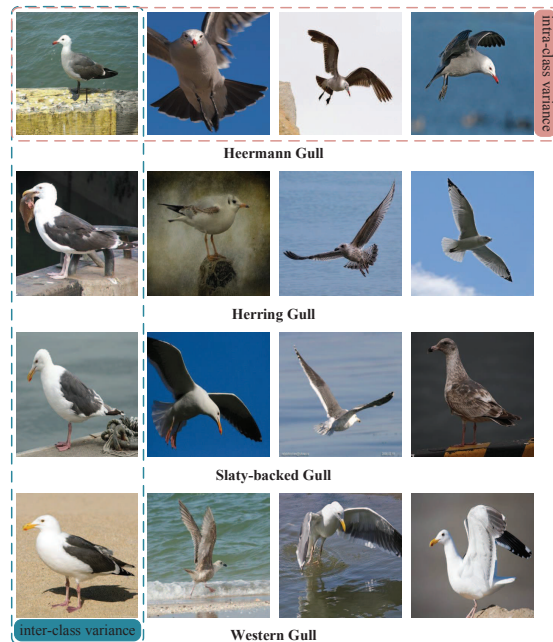 intra-class variance
Heermann Gull
Herring Gull
Slaty-backed Gull
inter-class variance
Western Gull